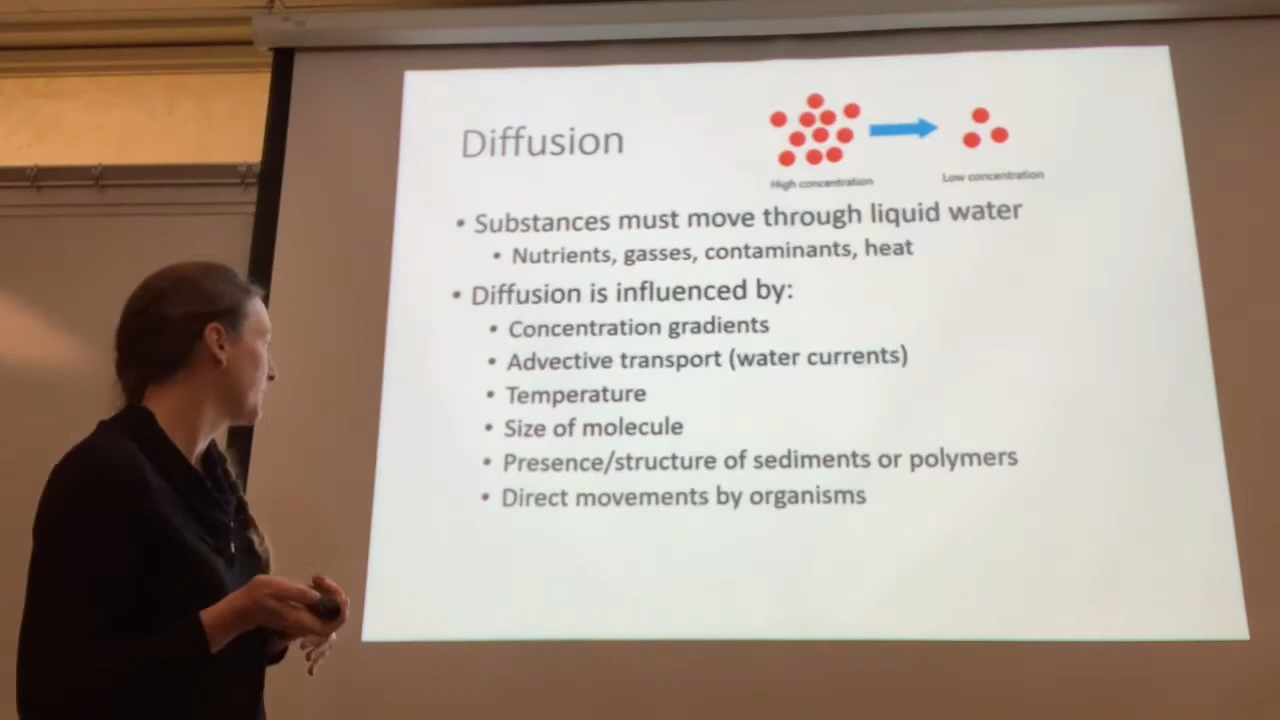 Diffusion
High concentration
Low concentration
• Substances must move through liquid water
• Nutrients, gasses, contaminants, heat
• Diffusion is influenced by:
• Concentration gradients
• Advective transport (water currents)
• Temperature
• Size of molecule
• Presence/structure of sediments or polymers
• Direct movements by organisms